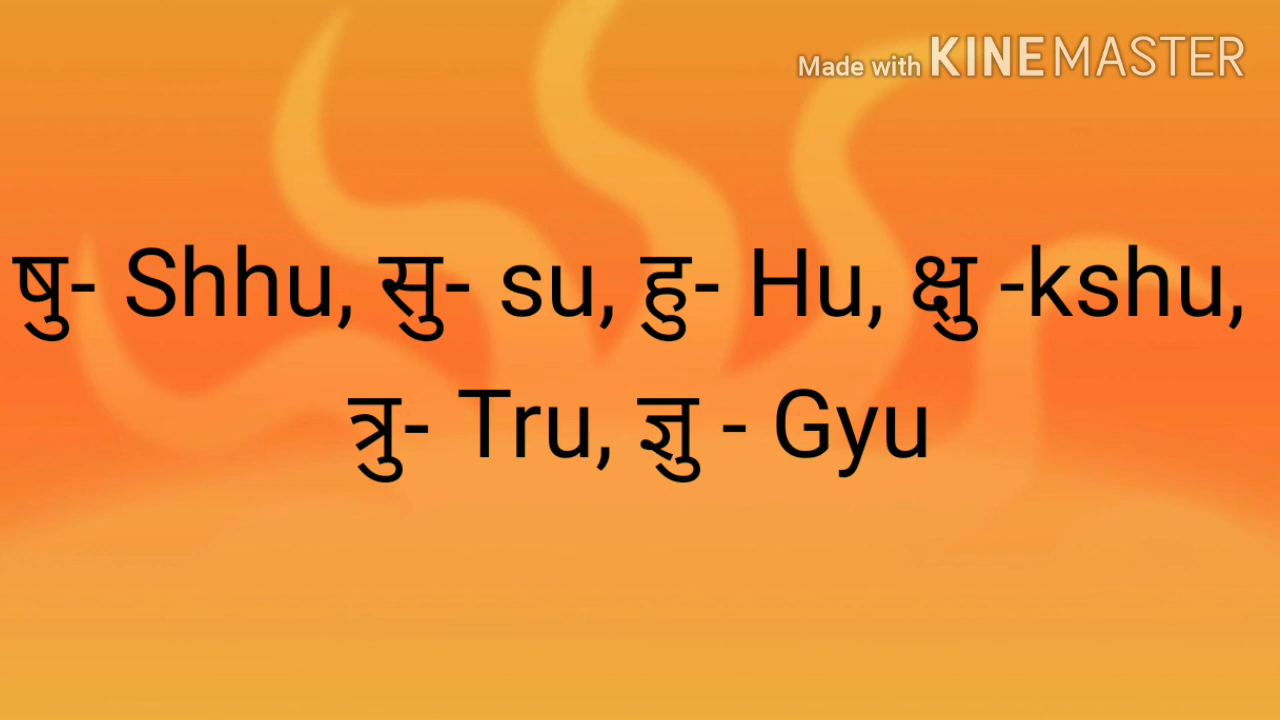 Made with KINEMASTER
षु- Shhu, सु- su, हु- Hu, क्षु -kshu,
त्रु- Tru, ज्ञु - Gyu